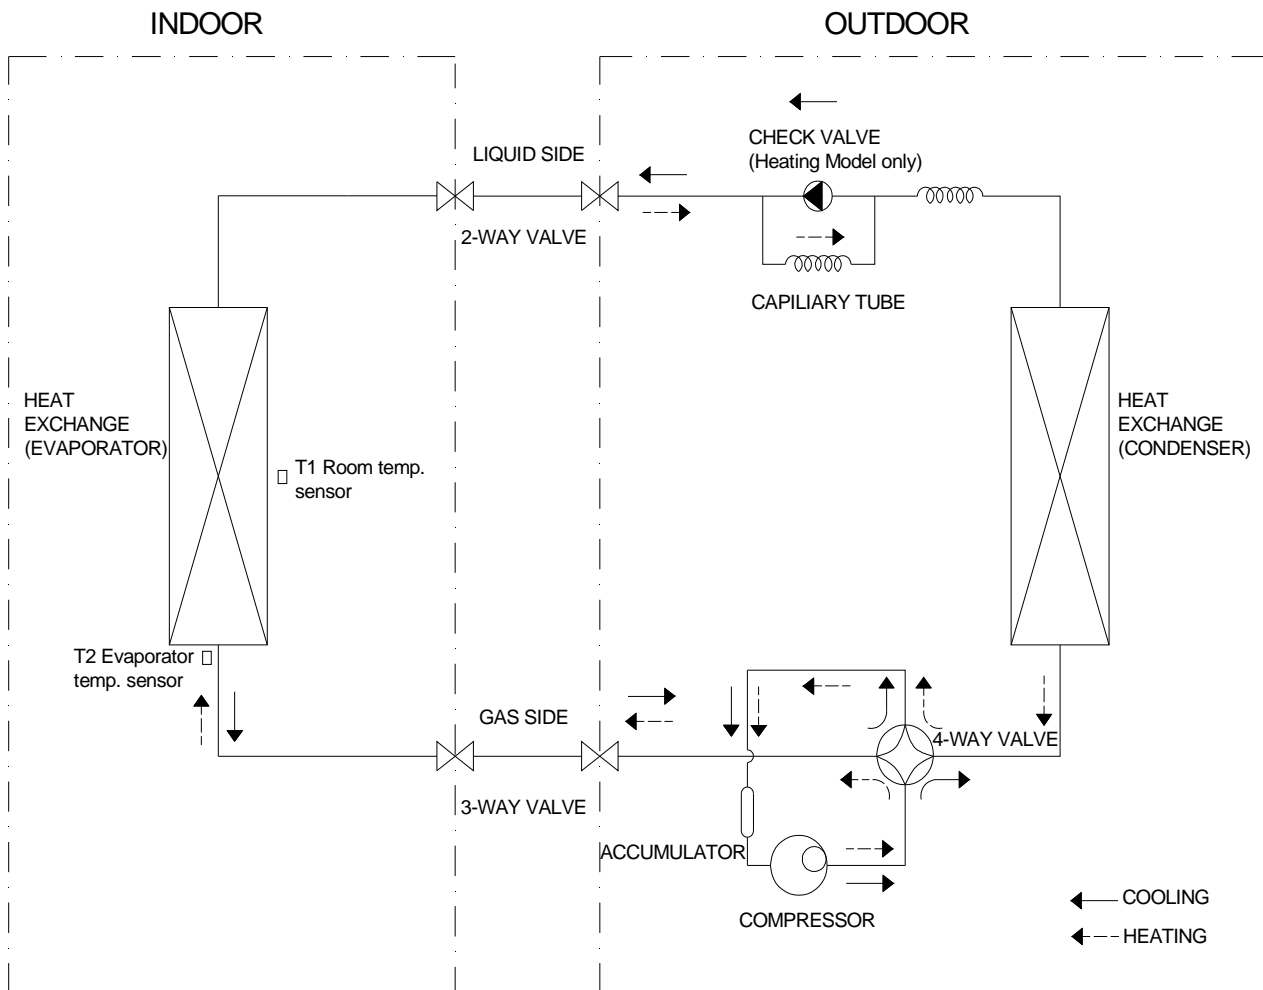 INDOOR
OUTDOOR
CHECK VALVE
(Heating Model only)
LIQUID SIDE
2-WAY VALVE
CAPILIARY TUBE
HEAT
EXCHANGE
(EVAPORATOR)
T1 Room temp.
sensor
HEAT
EXCHANGE
(CONDENSER)
T2 Evaporator
temp. sensor
GAS SIDE
4-WAY VALVE
3-WAY VALVE
ACCUMULATOR
COMPRESSOR
COOLING
HEATING